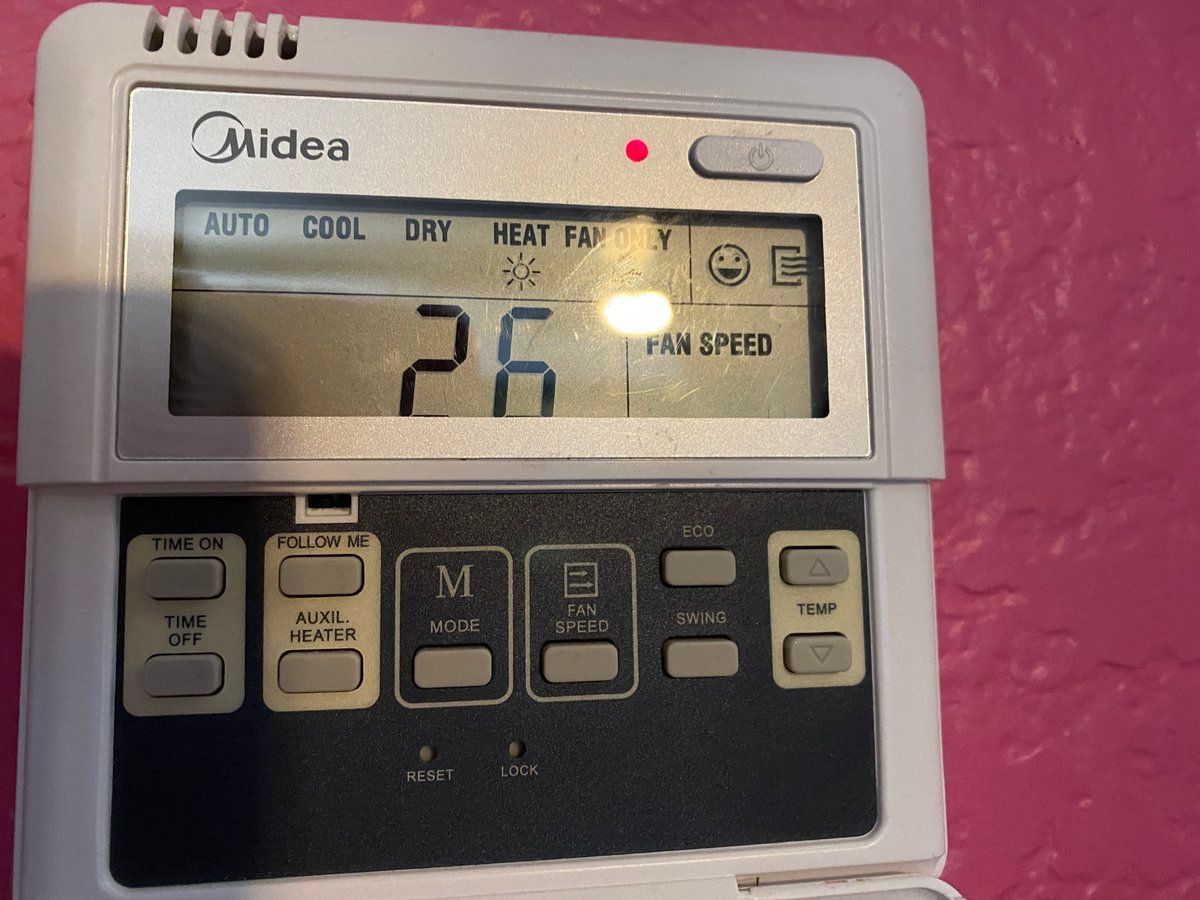 Midea
AUTO COOL DRY HEAT FAN ONLY
26
FAN SPEED
TIME ON
TIME
OFF
FOLLOW ME
AUXIL.
HEATER
M
MODE
FAN
SPEED
ECO
SWING
TEMP
RESET
LOCK